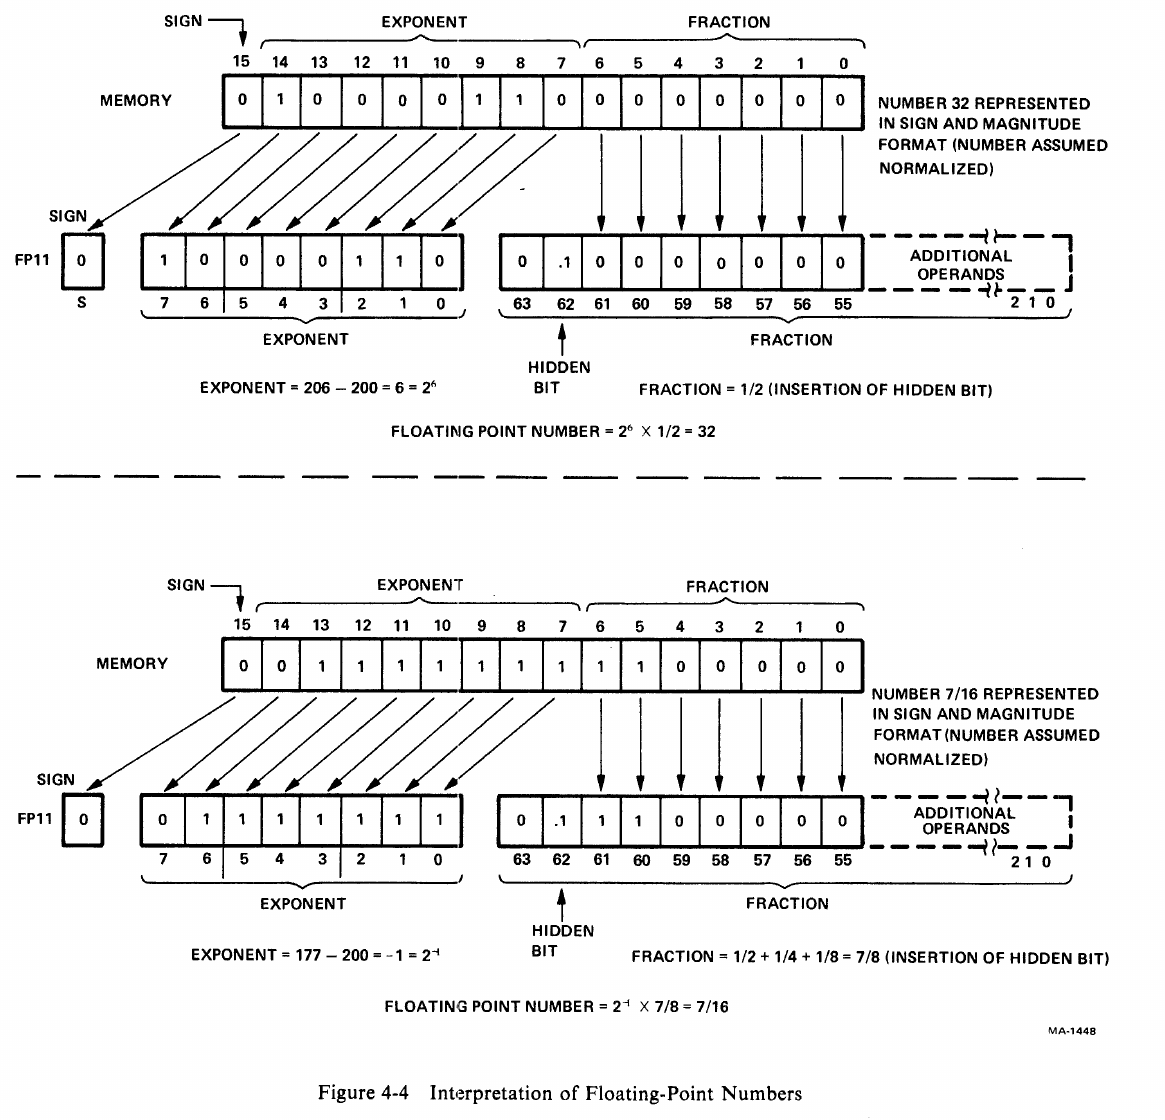 SIGN EXPONENT FRACTION
15 14 13 12 11 10 9 8 7 6 5 4 3 2 1 0
MEMORY 0 1 0 0 0 0 1 1 0 0 0 0 0 0 0 0
NUMBER 32 REPRESENTED
IN SIGN AND MAGNITUDE
FORMAT (NUMBER ASSUMED
NORMALIZED)
SIGN
FP11 0 1 0 0 0 0 1 1 0 0 .1 0 0 0 0 0 0 0 ADDITIONAL
OPERANDS
S 7 6 5 4 3 2 1 0 63 62 61 60 59 58 57 56 55 2 1 0
EXPONENT FRACTION
HIDDEN
BIT
EXPONENT = 206 – 200 = 6 = 2⁶ FRACTION = 1/2 (INSERTION OF HIDDEN BIT)
FLOATING POINT NUMBER = 2⁶ X 1/2 = 32
SIGN EXPONENT FRACTION
15 14 13 12 11 10 9 8 7 6 5 4 3 2 1 0
MEMORY 0 0 1 1 1 1 1 1 1 1 1 0 0 0 0 0
NUMBER 7/16 REPRESENTED
IN SIGN AND MAGNITUDE
FORMAT (NUMBER ASSUMED
NORMALIZED)
SIGN
FP11 0 0 1 1 1 1 1 1 1 0 .1 1 1 0 0 0 0 0 ADDITIONAL
OPERANDS
7 6 5 4 3 2 1 0 63 62 61 60 59 58 57 56 55 2 1 0
EXPONENT FRACTION
HIDDEN
BIT
EXPONENT = 177 – 200 = -1 = 2⁻¹ FRACTION = 1/2 + 1/4 + 1/8 = 7/8 (INSERTION OF HIDDEN BIT)
FLOATING POINT NUMBER = 2⁻¹ X 7/8 = 7/16
MA-1448
Figure 4-4 Interpretation of Floating-Point Numbers